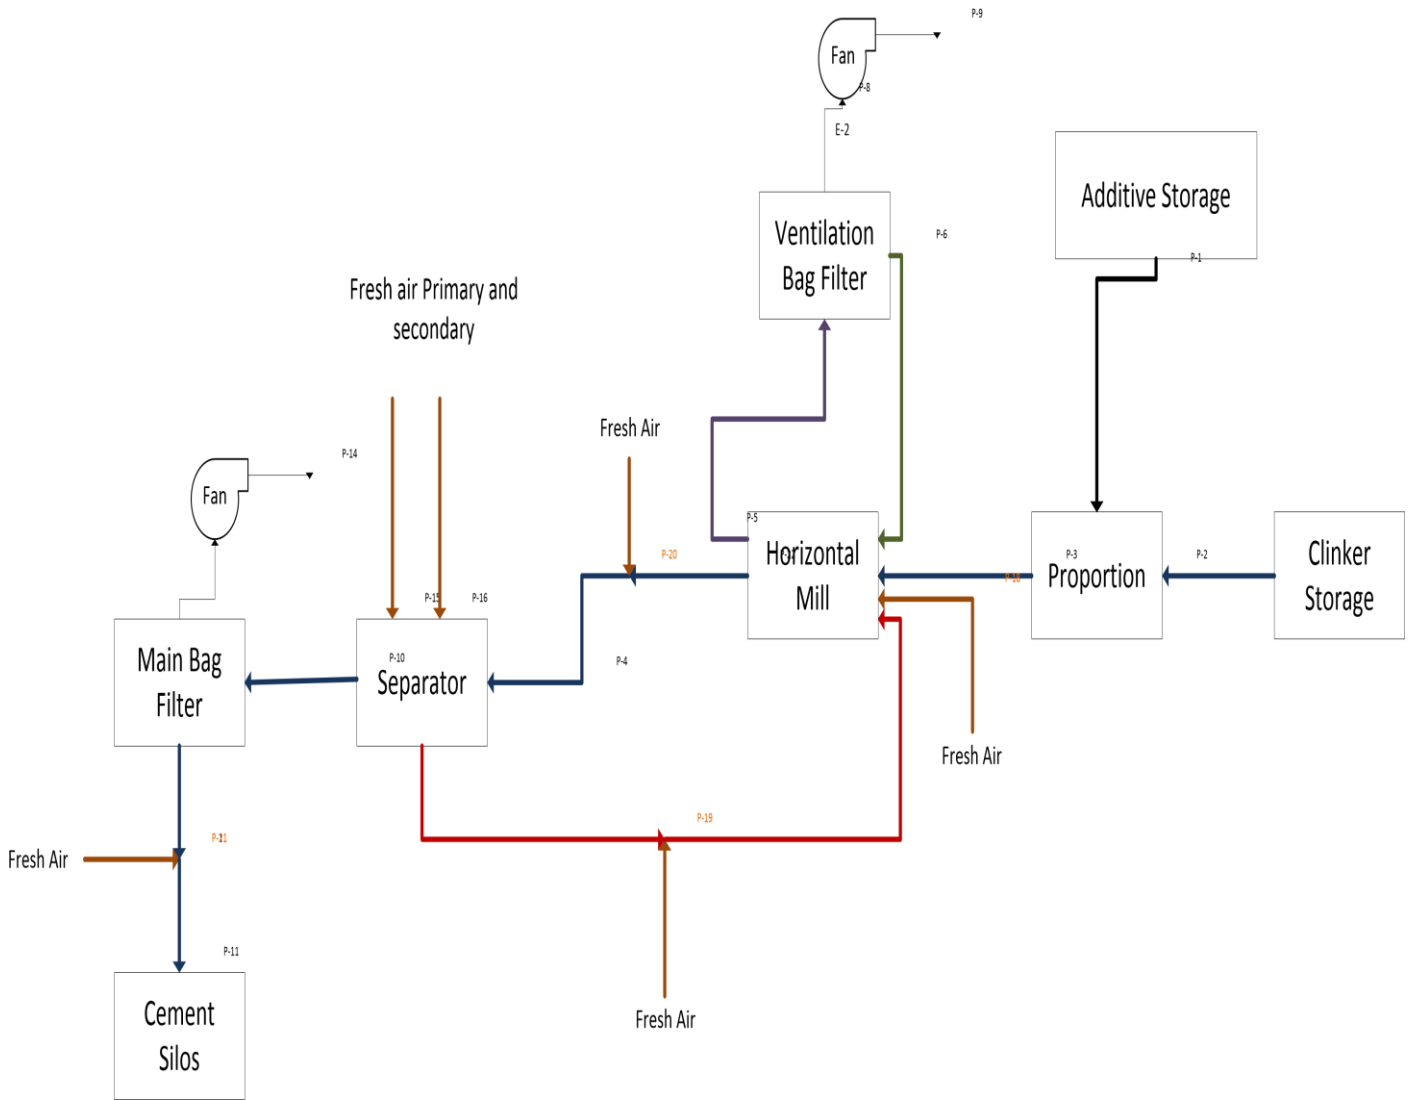 P-9
Fan
P-8
E-2
Additive Storage
Ventilation
Bag Filter
P-6
P-1
Fresh air Primary and
secondary
Fresh Air
P-14
Fan
P-5
Horizontal
Mill
P-20
P-18
P-3
Proportion
P-2
Clinker
Storage
P-15
P-16
P-10
Separator
P-4
Main Bag
Filter
Fresh Air
P-19
Fresh Air
P-11
Fresh Air
Cement
Silos